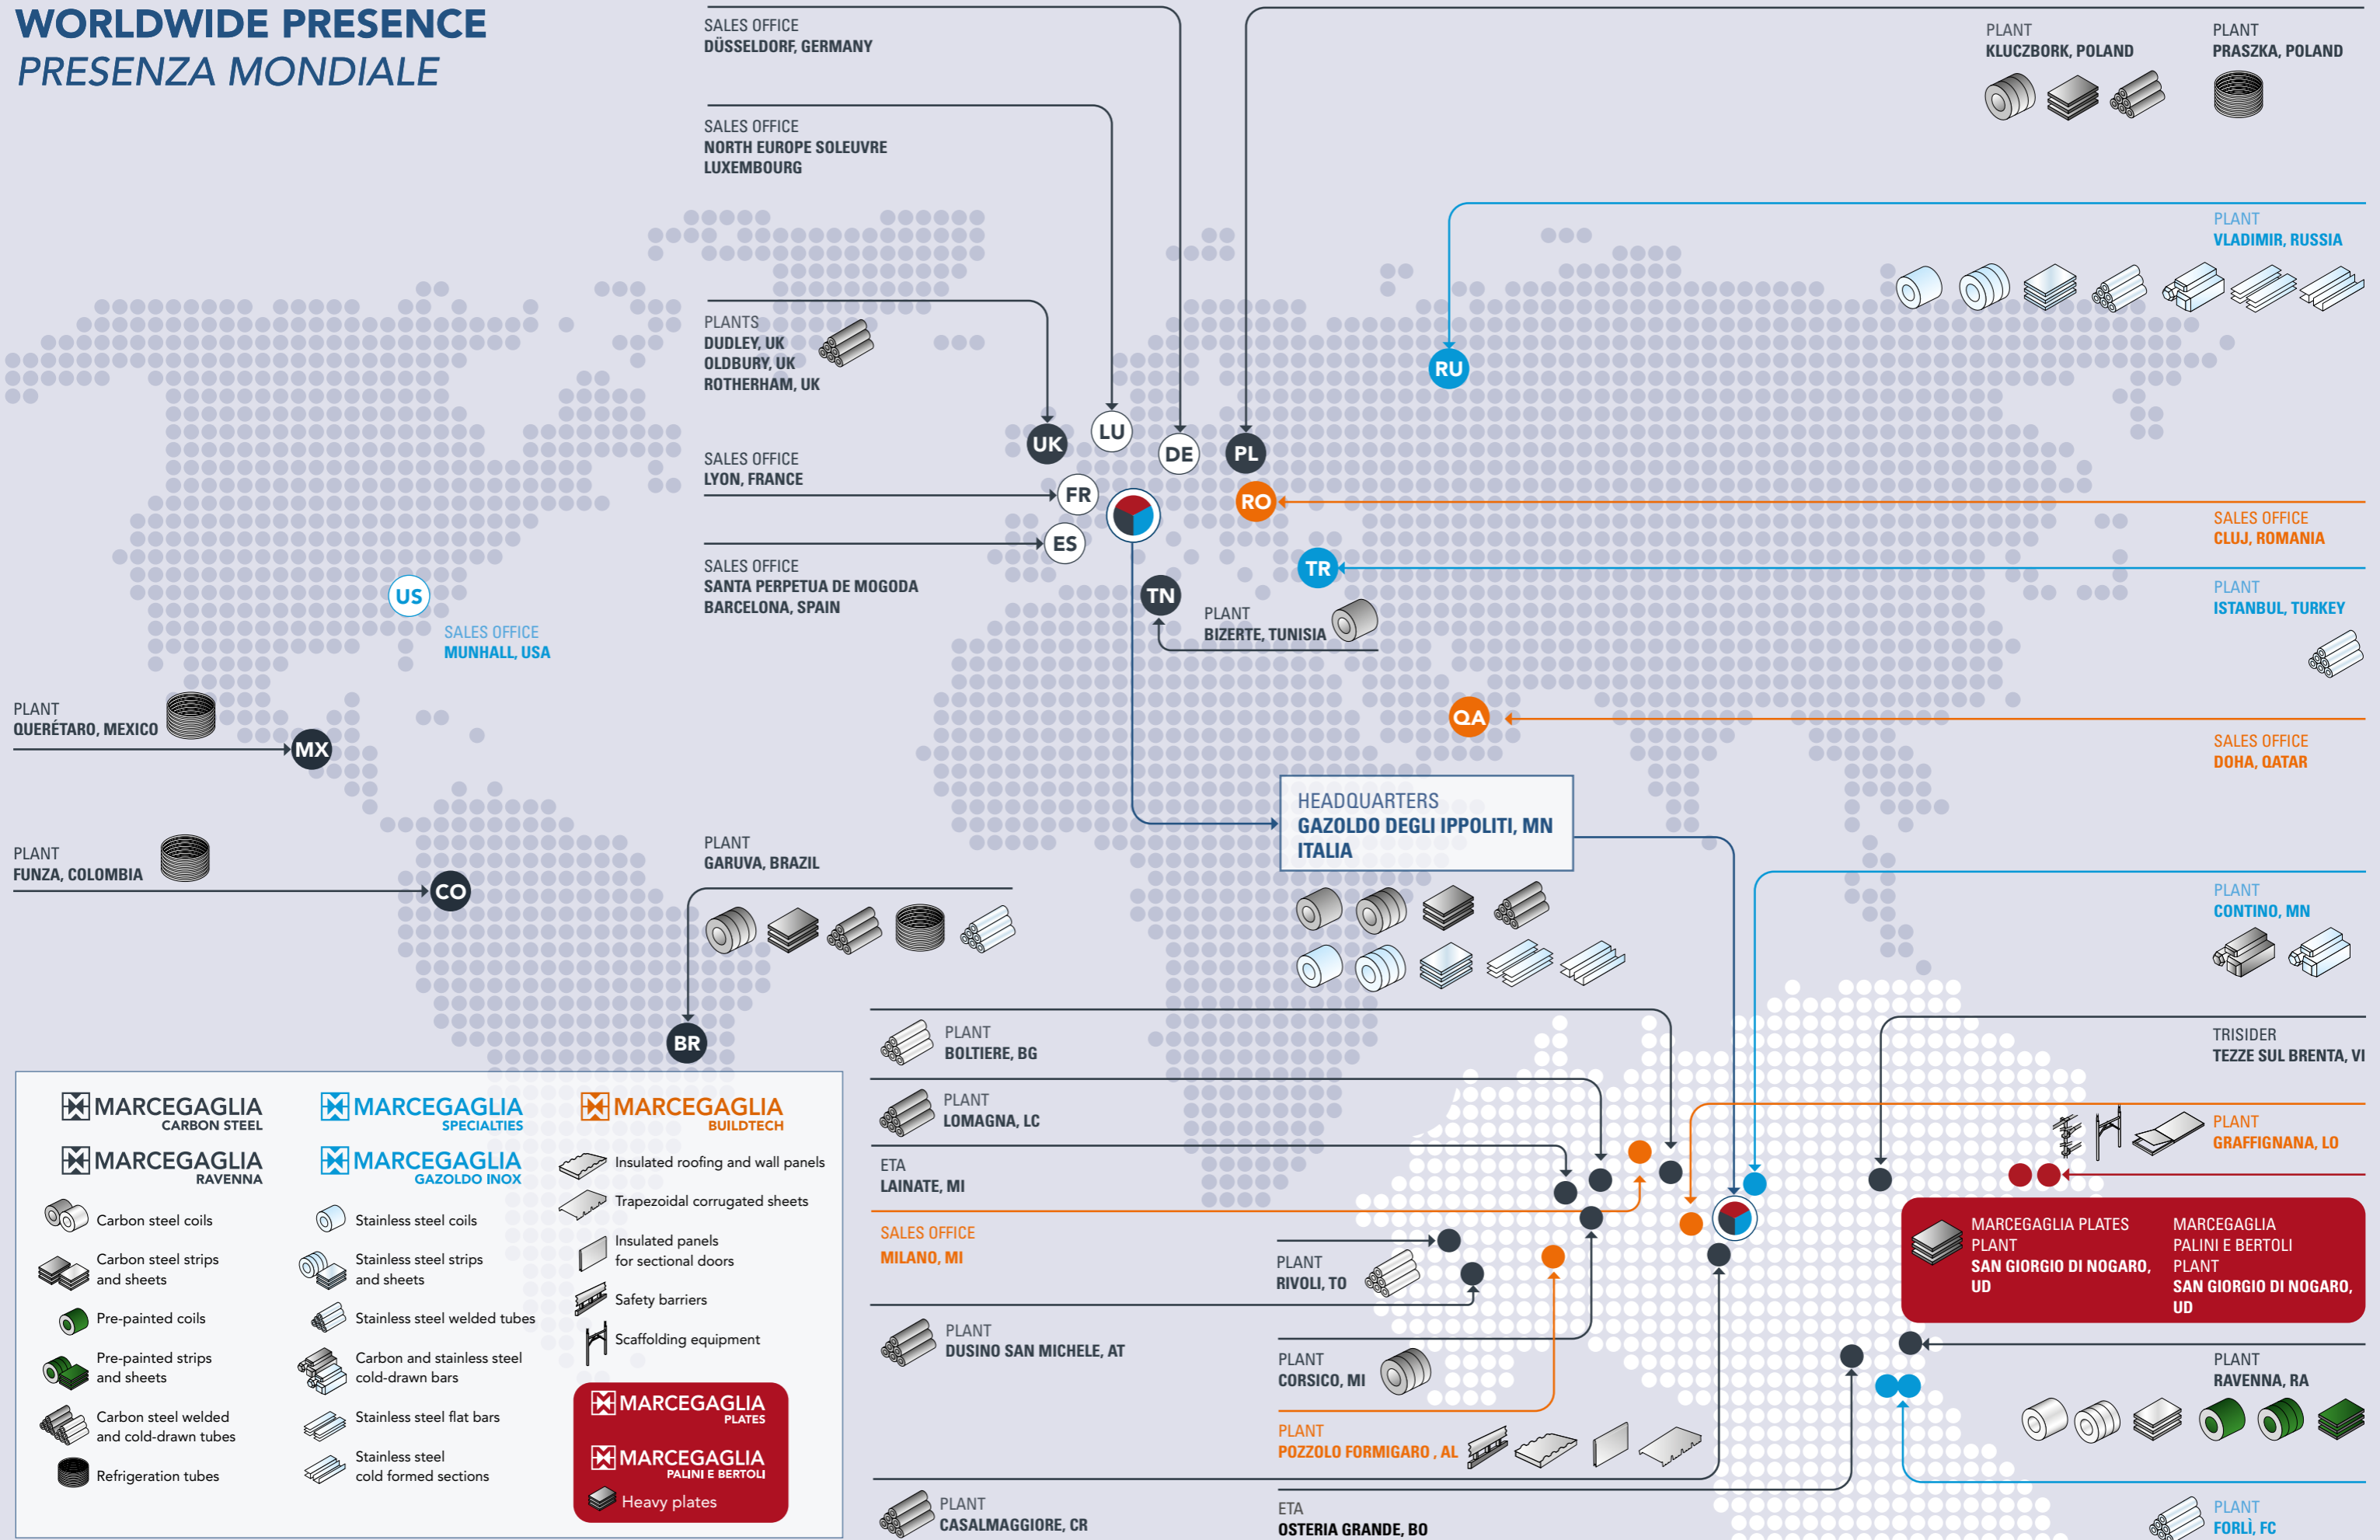 WORLDWIDE PRESENCE
PRESENZA MONDIALE
SALES OFFICE
DÜSSELDORF, GERMANY
SALES OFFICE
NORTH EUROPE SOLEUVRE
LUXEMBOURG
PLANTS
DUDLEY, UK
OLDBURY, UK
ROTHERHAM, UK
SALES OFFICE
LYON, FRANCE
SALES OFFICE
SANTA PERPETUA DE MOGODA
BARCELONA, SPAIN
PLANT
KLUCZBORK, POLAND
PLANT
PRASZKA, POLAND
PLANT
VLADIMIR, RUSSIA
RU
UK
LU
DE
PL
FR
RO
ES
TR
TN
US
QA
MX
CO
BR
SALES OFFICE
CLUJ, ROMANIA
PLANT
ISTANBUL, TURKEY
PLANT
BIZERTE, TUNISIA
SALES OFFICE
MUNHALL, USA
PLANT
QUERÉTARO, MEXICO
SALES OFFICE
DOHA, QATAR
HEADQUARTERS
GAZOLDO DEGLI IPPOLITI, MN
ITALIA
PLANT
FUNZA, COLOMBIA
PLANT
GARUVA, BRAZIL
PLANT
CONTINO, MN
PLANT
BOLTIERE, BG
PLANT
LOMAGNA, LC
ETA
LAINATE, MI
SALES OFFICE
MILANO, MI
PLANT
RIVOLI, TO
PLANT
DUSINO SAN MICHELE, AT
PLANT
CORSICO, MI
PLANT
POZZOLO FORMIGARO , AL
PLANT
CASALMAGGIORE, CR
ETA
OSTERIA GRANDE, BO
TRISIDER
TEZZE SUL BRENTA, VI
PLANT
GRAFFIGNANA, LO
MARCEGAGLIA PLATES
PLANT
SAN GIORGIO DI NOGARO,
UD
MARCEGAGLIA
PALINI E BERTOLI
PLANT
SAN GIORGIO DI NOGARO,
UD
PLANT
RAVENNA, RA
PLANT
FORLÌ, FC
MARCEGAGLIA
CARBON STEEL
MARCEGAGLIA
RAVENNA
Carbon steel coils
Carbon steel strips
and sheets
Pre-painted coils
Pre-painted strips
and sheets
Carbon steel welded
and cold-drawn tubes
Refrigeration tubes
MARCEGAGLIA
SPECIALTIES
MARCEGAGLIA
GAZOLDO INOX
Stainless steel coils
Stainless steel strips
and sheets
Stainless steel welded tubes
Carbon and stainless steel
cold-drawn bars
Stainless steel flat bars
Stainless steel
cold formed sections
MARCEGAGLIA
BUILDTECH
Insulated roofing and wall panels
Trapezoidal corrugated sheets
Insulated panels
for sectional doors
Safety barriers
Scaffolding equipment
MARCEGAGLIA
PLATES
MARCEGAGLIA
PALINI E BERTOLI
Heavy plates